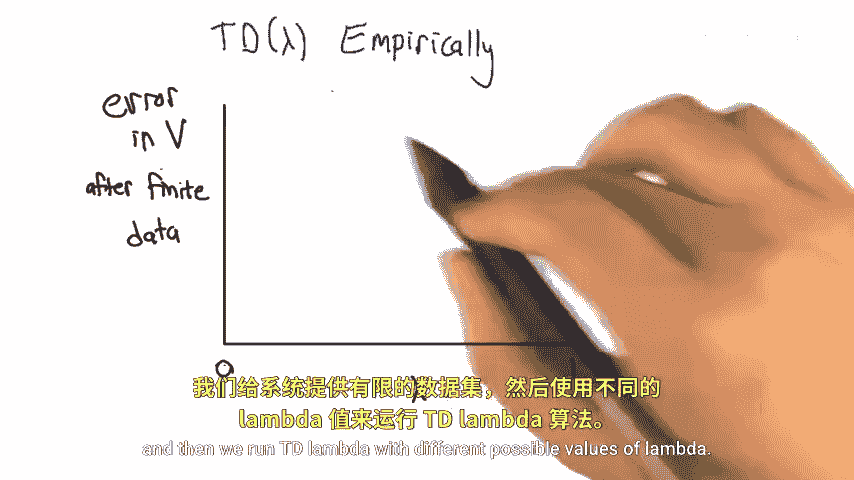 TD(λ) Empirically
error
in V
after finite
data
0
λ
我们给系统提供有限的数据集，然后使用不同的
lambda 值来运行 TD lambda 算法。
and then we run TD lambda with different possible values of lambda.